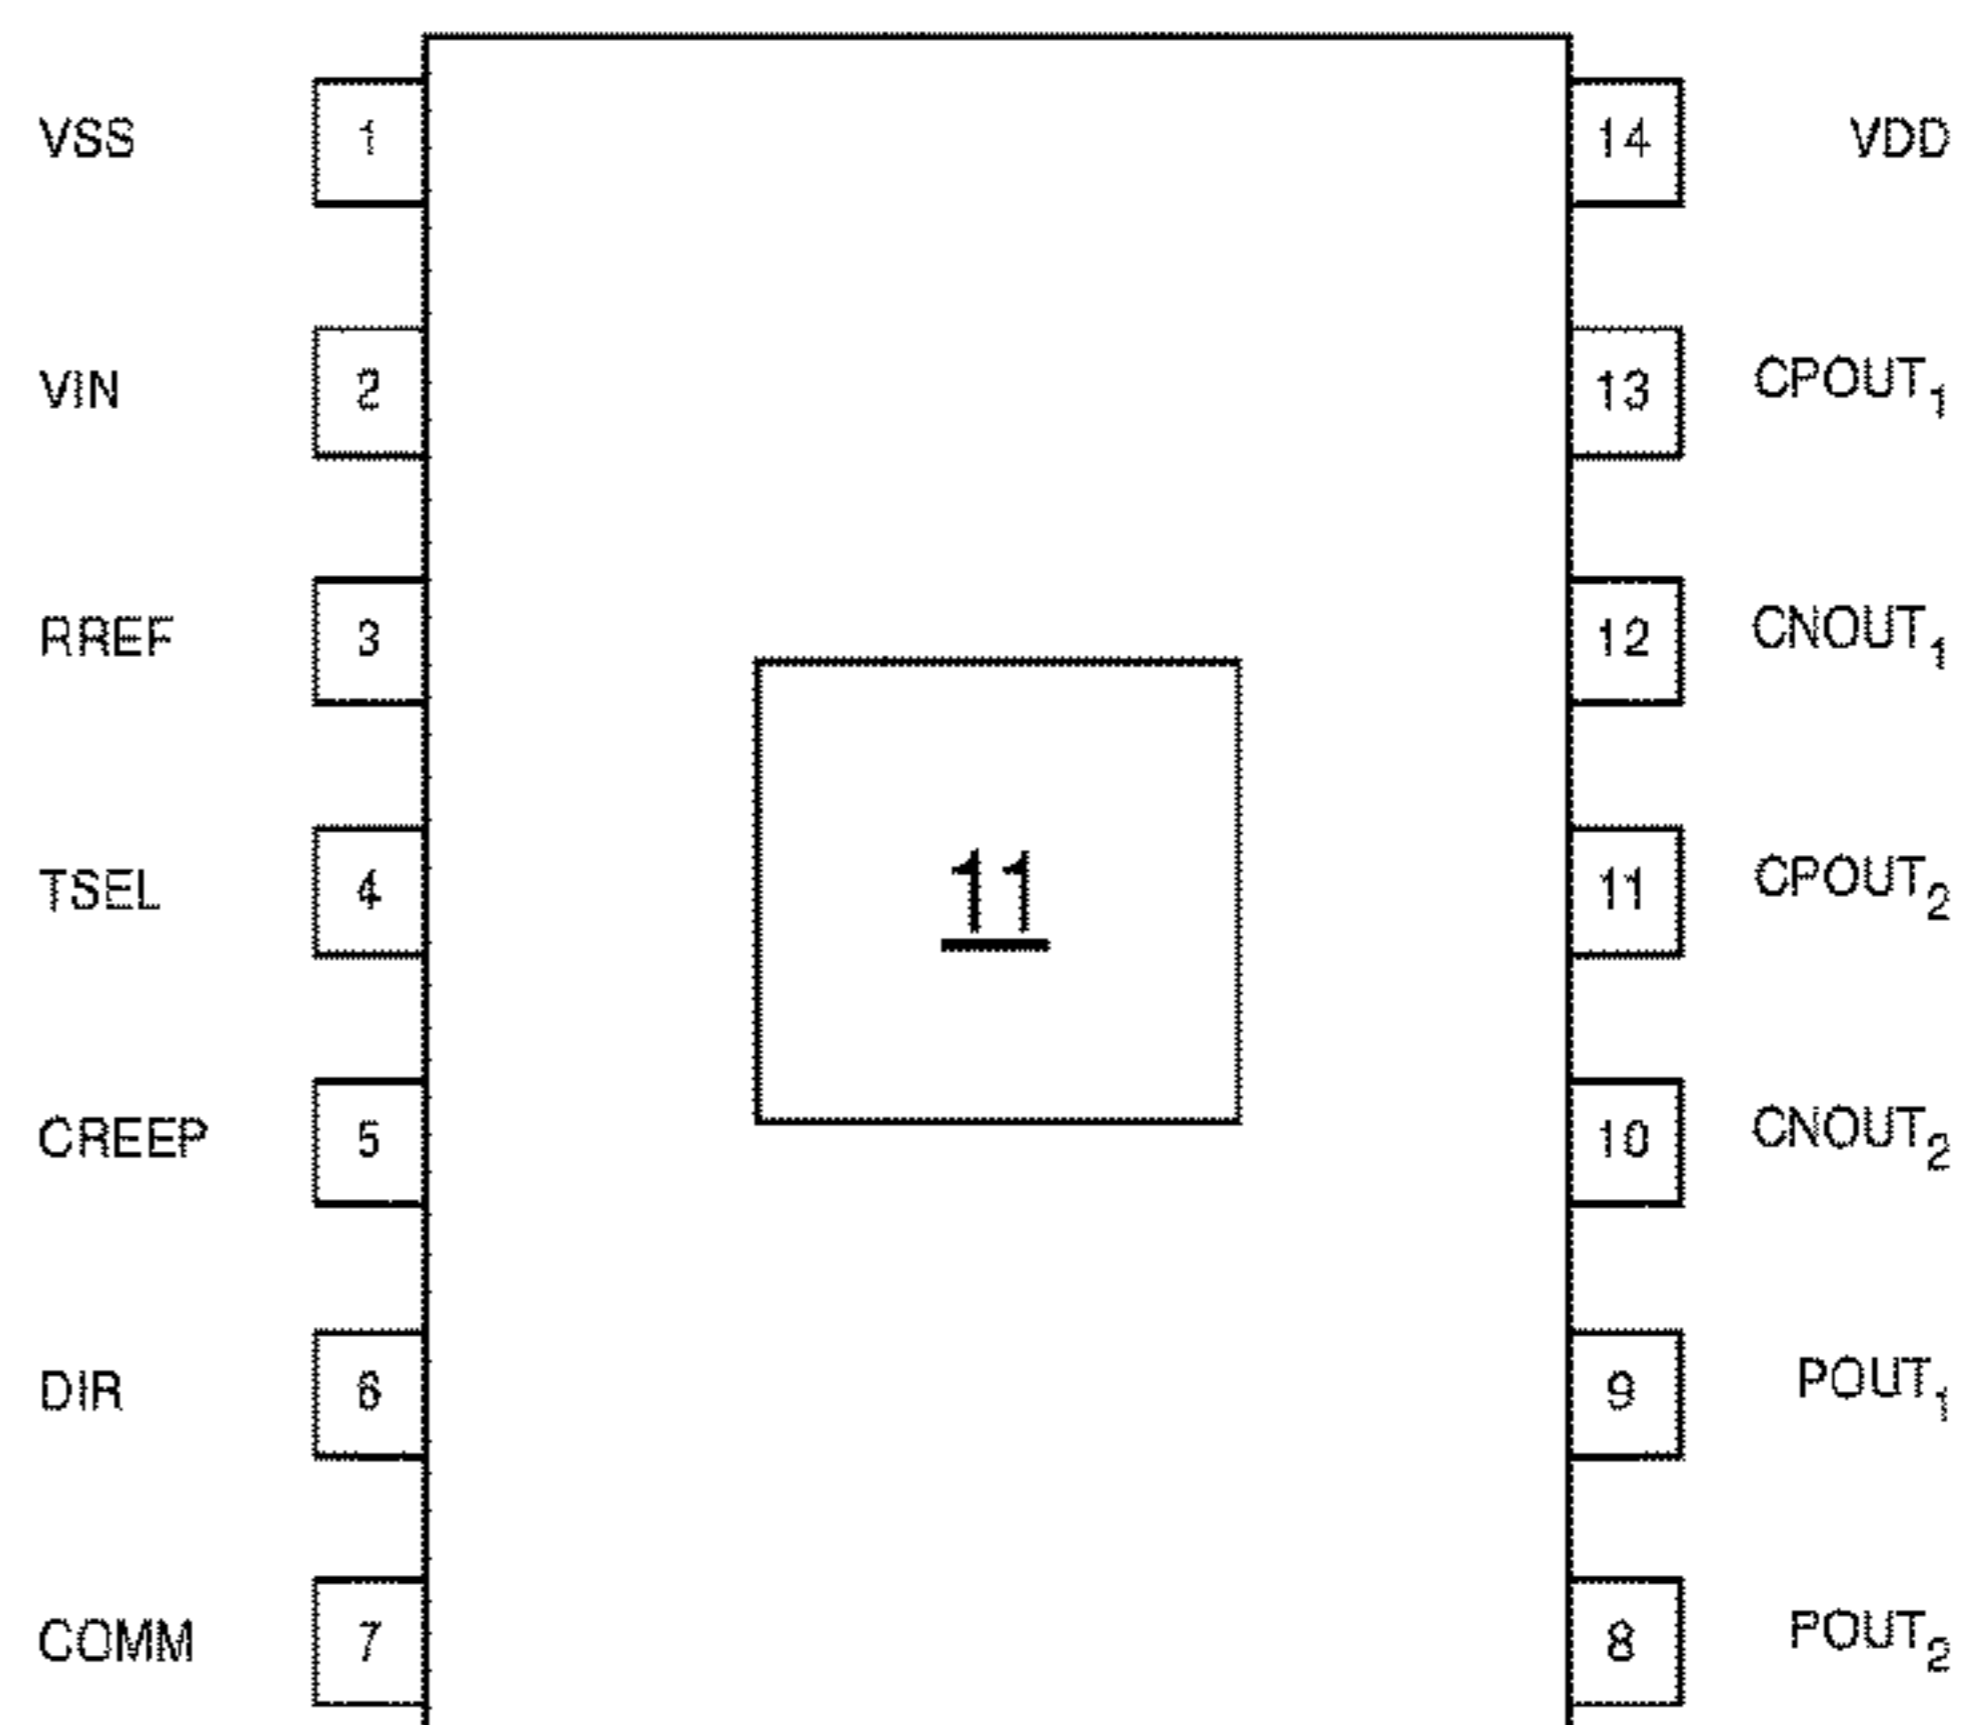 VSS 1 14 VDD
VIN 2 13 CPOUT₁
RREF 3 12 CNOUT₁
TSEL 4 11 11 CPOUT₂
CREEP 5 10 CNOUT₂
DIR 6 9 POUT₁
COMM 7 8 POUT₂